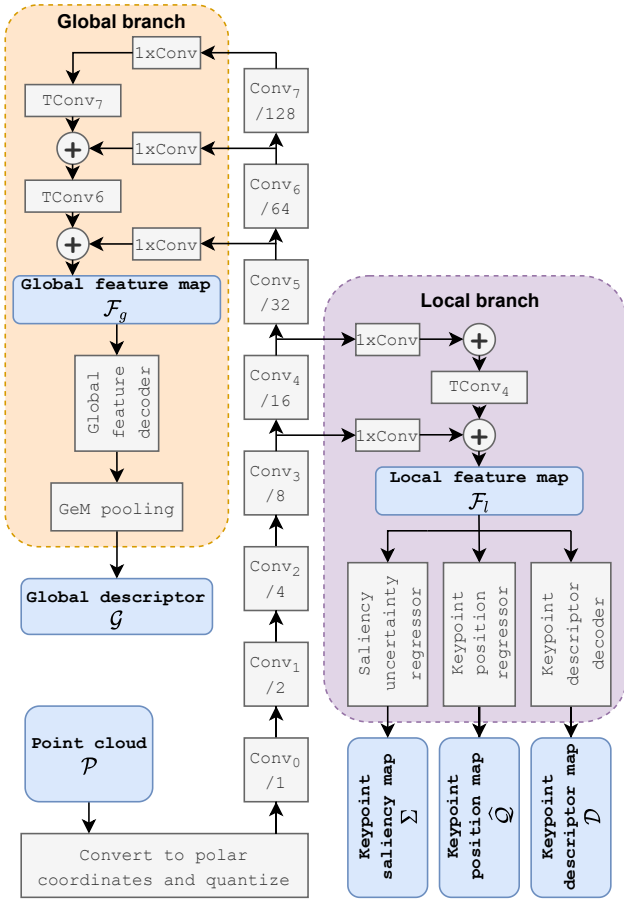 Global branch
1xConv
TConv₇
1xConv
TConv6
1xConv
Global feature map
ℱg
Global
feature
decoder
GeM pooling
Global descriptor
𝒢
Point cloud
𝒫
Convert to polar
coordinates and quantize
Conv₇
/128
Conv₆
/64
Conv₅
/32
Conv₄
/16
Conv₃
/8
Conv₂
/4
Conv₁
/2
Conv₀
/1
Local branch
1xConv
TConv₄
1xConv
Local feature map
ℱl
Saliency
uncertainty
regressor
Keypoint
position
regressor
Keypoint
descriptor
decoder
Keypoint
saliency map
Σ
Keypoint
position map
𝒬̂
Keypoint
descriptor map
𝒟